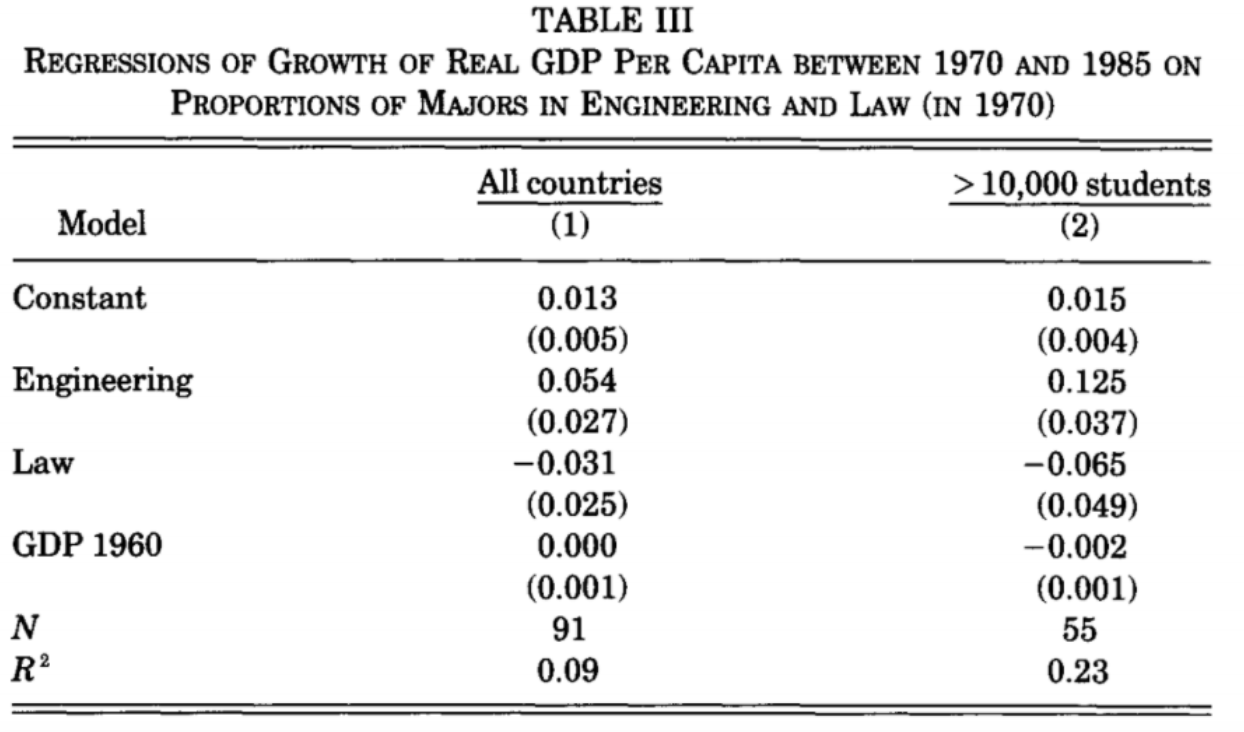 TABLE III
REGRESSIONS OF GROWTH OF REAL GDP PER CAPITA BETWEEN 1970 AND 1985 ON
PROPORTIONS OF MAJORS IN ENGINEERING AND LAW (IN 1970)
All countries >10,000 students
Model (1) (2)
Constant 0.013 0.015
(0.005) (0.004)
Engineering 0.054 0.125
(0.027) (0.037)
Law −0.031 −0.065
(0.025) (0.049)
GDP 1960 0.000 −0.002
(0.001) (0.001)
N 91 55
R² 0.09 0.23